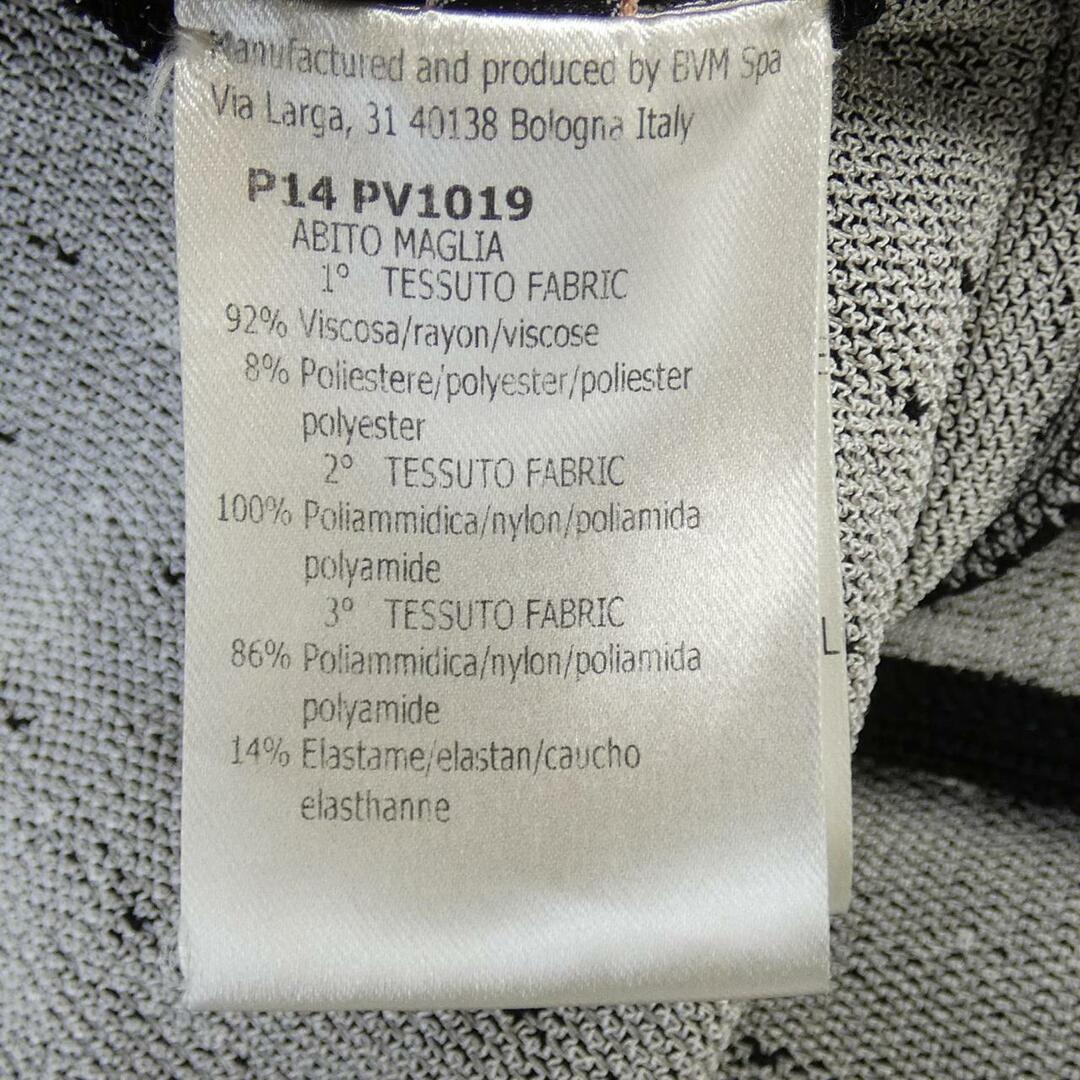 Manufactured and produced by BVM Spa
Via Larga, 31 40138 Bologna Italy
P14 PV1019
ABITO MAGLIA
1° TESSUTO FABRIC
92% Viscosa/rayon/viscose
8% Poliestere/polyester/poliester
polyester
2° TESSUTO FABRIC
100% Poliammidica/nylon/poliamida
polyamide
3° TESSUTO FABRIC
86% Poliammidica/nylon/poliamida
polyamide
14% Elastame/elastan/caucho
elasthanne
L